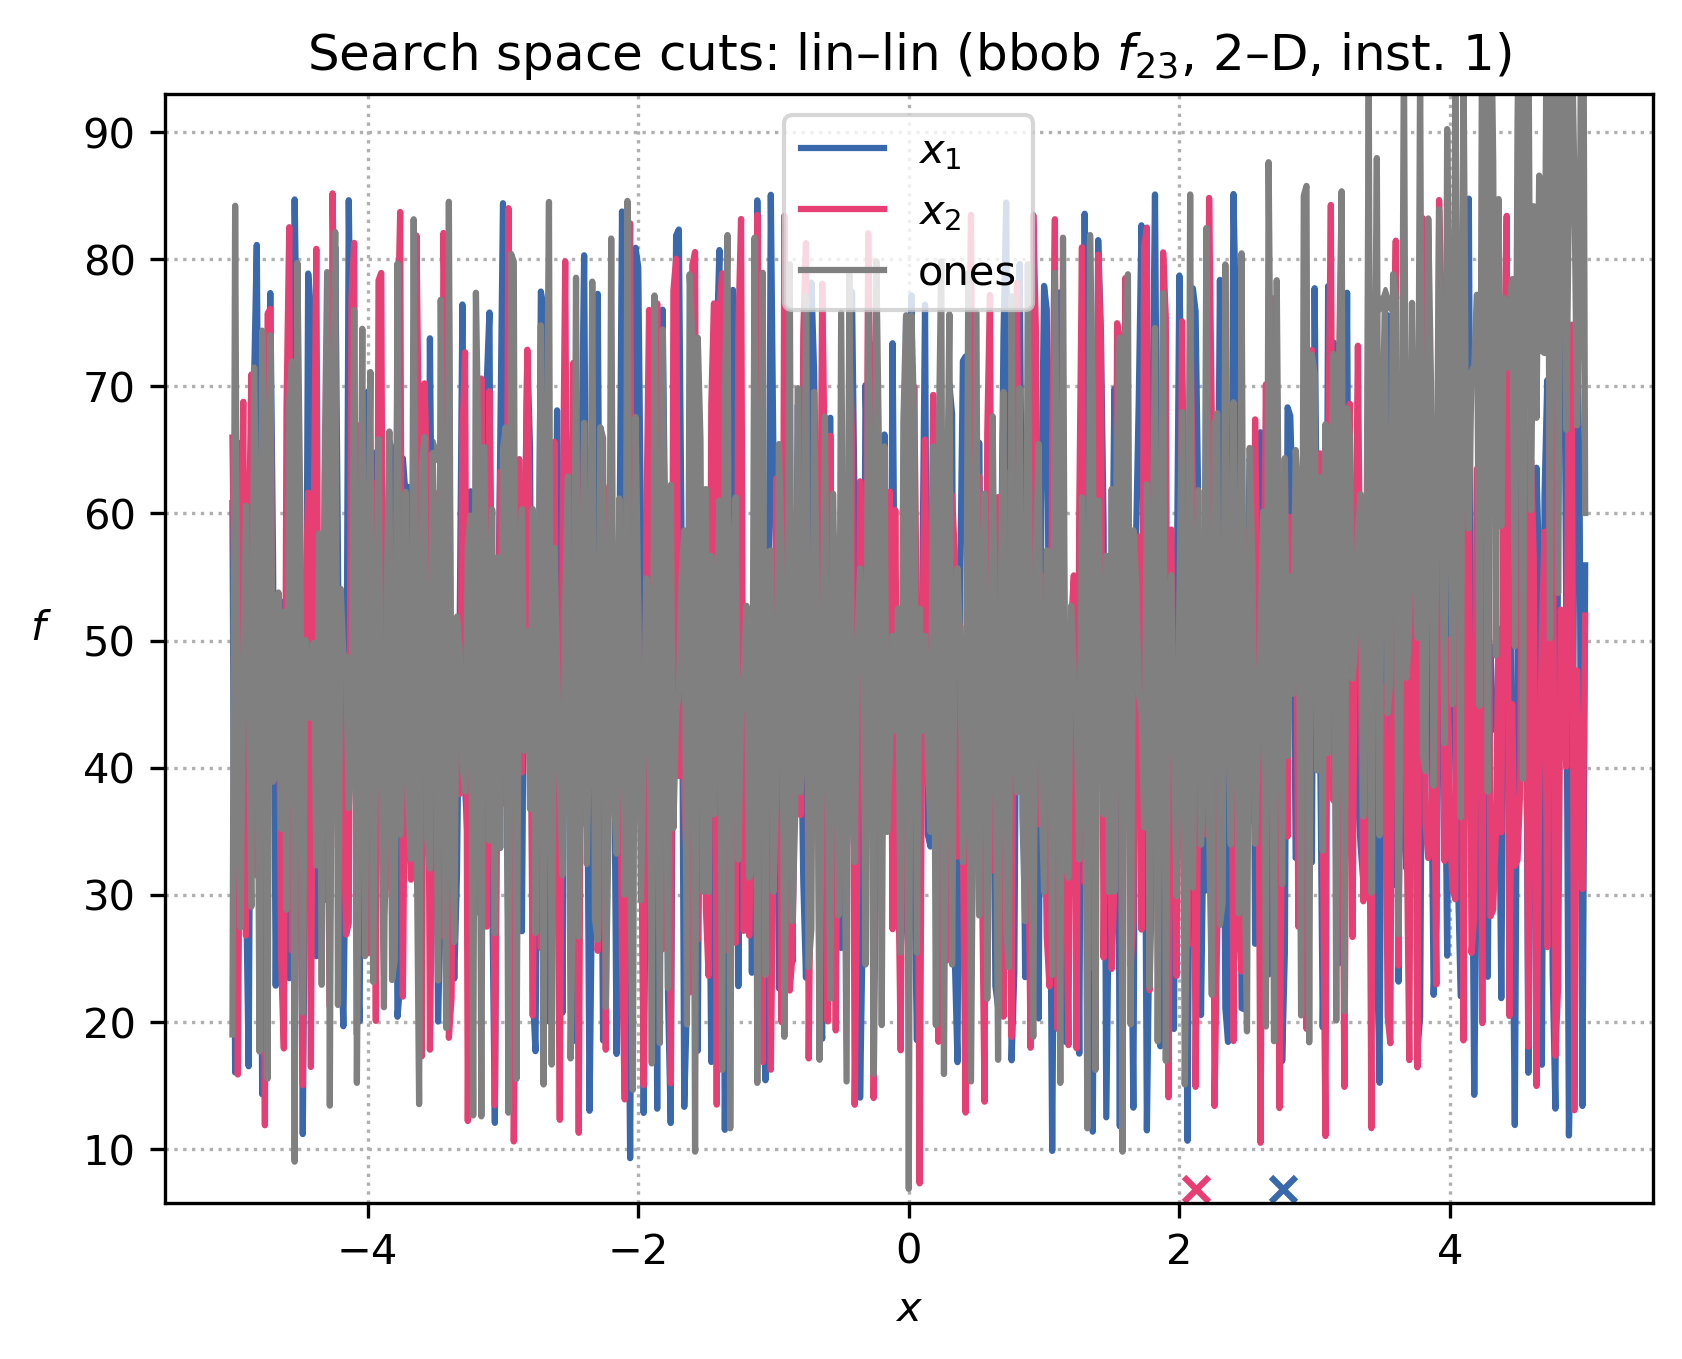 Search space cuts: lin–lin (bbob f23, 2–D, inst. 1)
90
80
70
60
50
40
30
20
10
f
x1
x2
ones
−4
−2
0
2
4
x